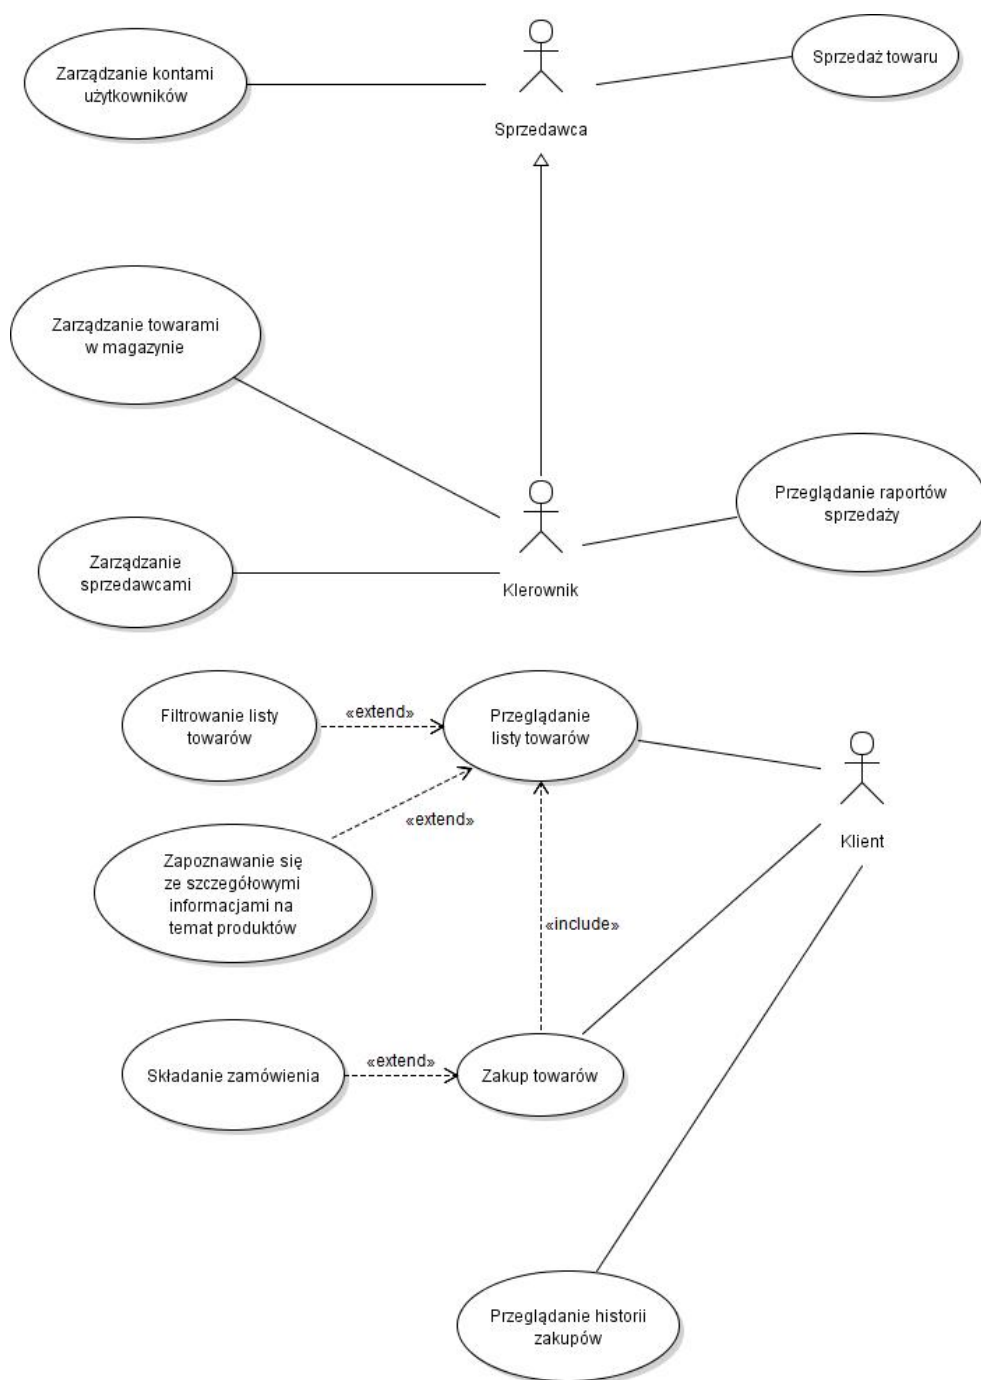 Zarządzanie kontami
użytkowników
Sprzedaż towaru
Sprzedawca
Zarządzanie towarami
w magazynie
Przeglądanie raportów
sprzedaży
Zarządzanie
sprzedawcami
Kierownik
Filtrowanie listy
towarów
«extend»
Przeglądanie
listy towarów
«extend»
Klient
Zapoznawanie się
ze szczegółowymi
informacjami na
temat produktów
«include»
Składanie zamówienia
«extend»
Zakup towarów
Przeglądanie historii
zakupów